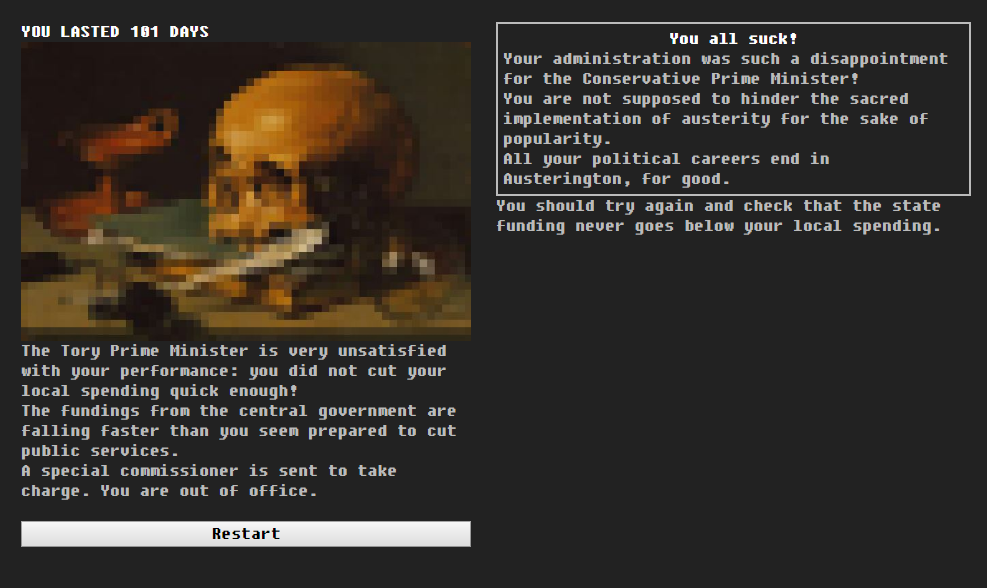 YOU LASTED 101 DAYS
The Tory Prime Minister is very unsatisfied
with your performance: you did not cut your
local spending quick enough!
The fundings from the central government are
falling faster than you seem prepared to cut
public services.
A special commissioner is sent to take
charge. You are out of office.
Restart
You all suck!
Your administration was such a disappointment
for the Conservative Prime Minister!
You are not supposed to hinder the sacred
implementation of austerity for the sake of
popularity.
All your political careers end in
Austerington, for good.
You should try again and check that the state
funding never goes below your local spending.